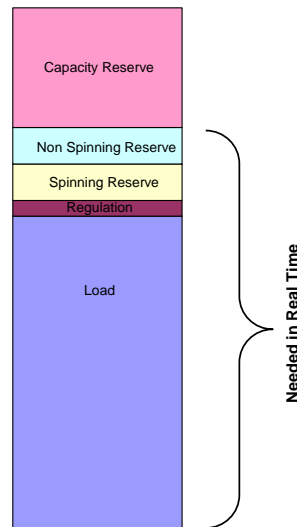 Capacity Reserve
Non Spinning Reserve
Spinning Reserve
Regulation
Load
Needed in Real Time